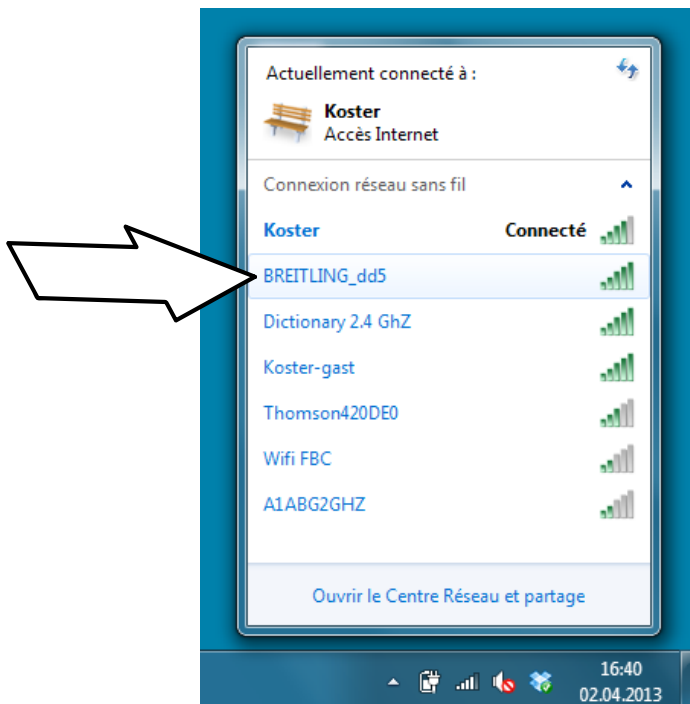 Actuellement connecté à :
Koster
Accès Internet
Connexion réseau sans fil
Koster Connecté
BREITLING_dd5
Dictionary 2.4 GhZ
Koster-gast
Thomson420DE0
Wifi FBC
A1ABG2GHZ
Ouvrir le Centre Réseau et partage
16:40
02.04.2013